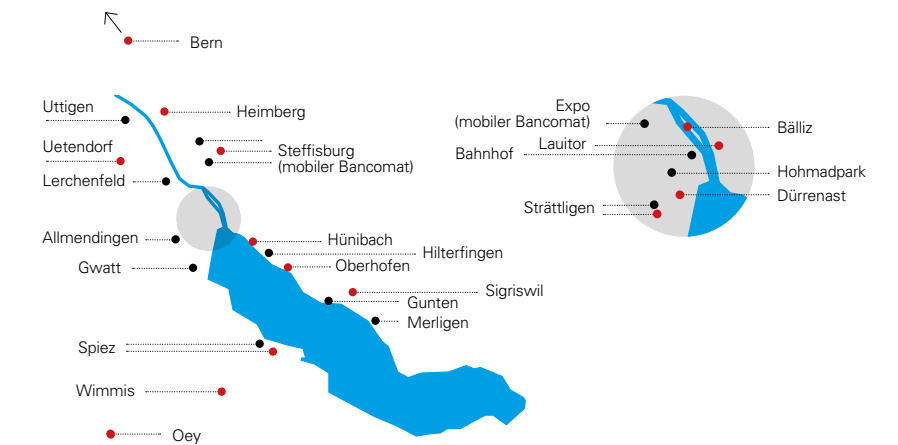 Bern
Uttigen
Heimberg
Uetendorf
Steffisburg
(mobiler Bancomat)
Lerchenfeld
Allmendingen
Hünibach
Hilterfingen
Gwatt
Oberhofen
Sigriswil
Gunten
Merligen
Spiez
Wimmis
Oey
Expo
(mobiler Bancomat)
Bälliz
Lauitor
Bahnhof
Hohmadpark
Dürrenast
Strättligen